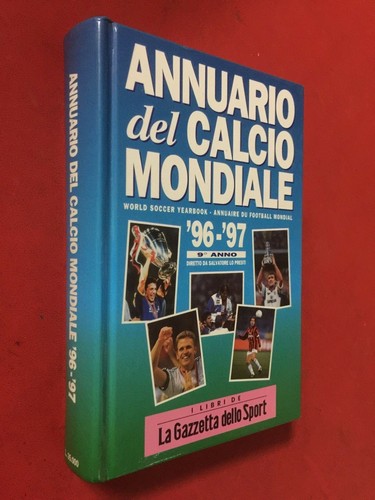 ANNUARIO
del CALCIO
MONDIALE
WORLD SOCCER YEARBOOK - ANNUAIRE DU FOOTBALL MONDIAL
'96-'97
9° ANNO
DIRETTO DA SALVATORE LO PRESTI
I LIBRI DE
La Gazzetta dello Sport
ANNUARIO DEL CALCIO MONDIALE '96-'97